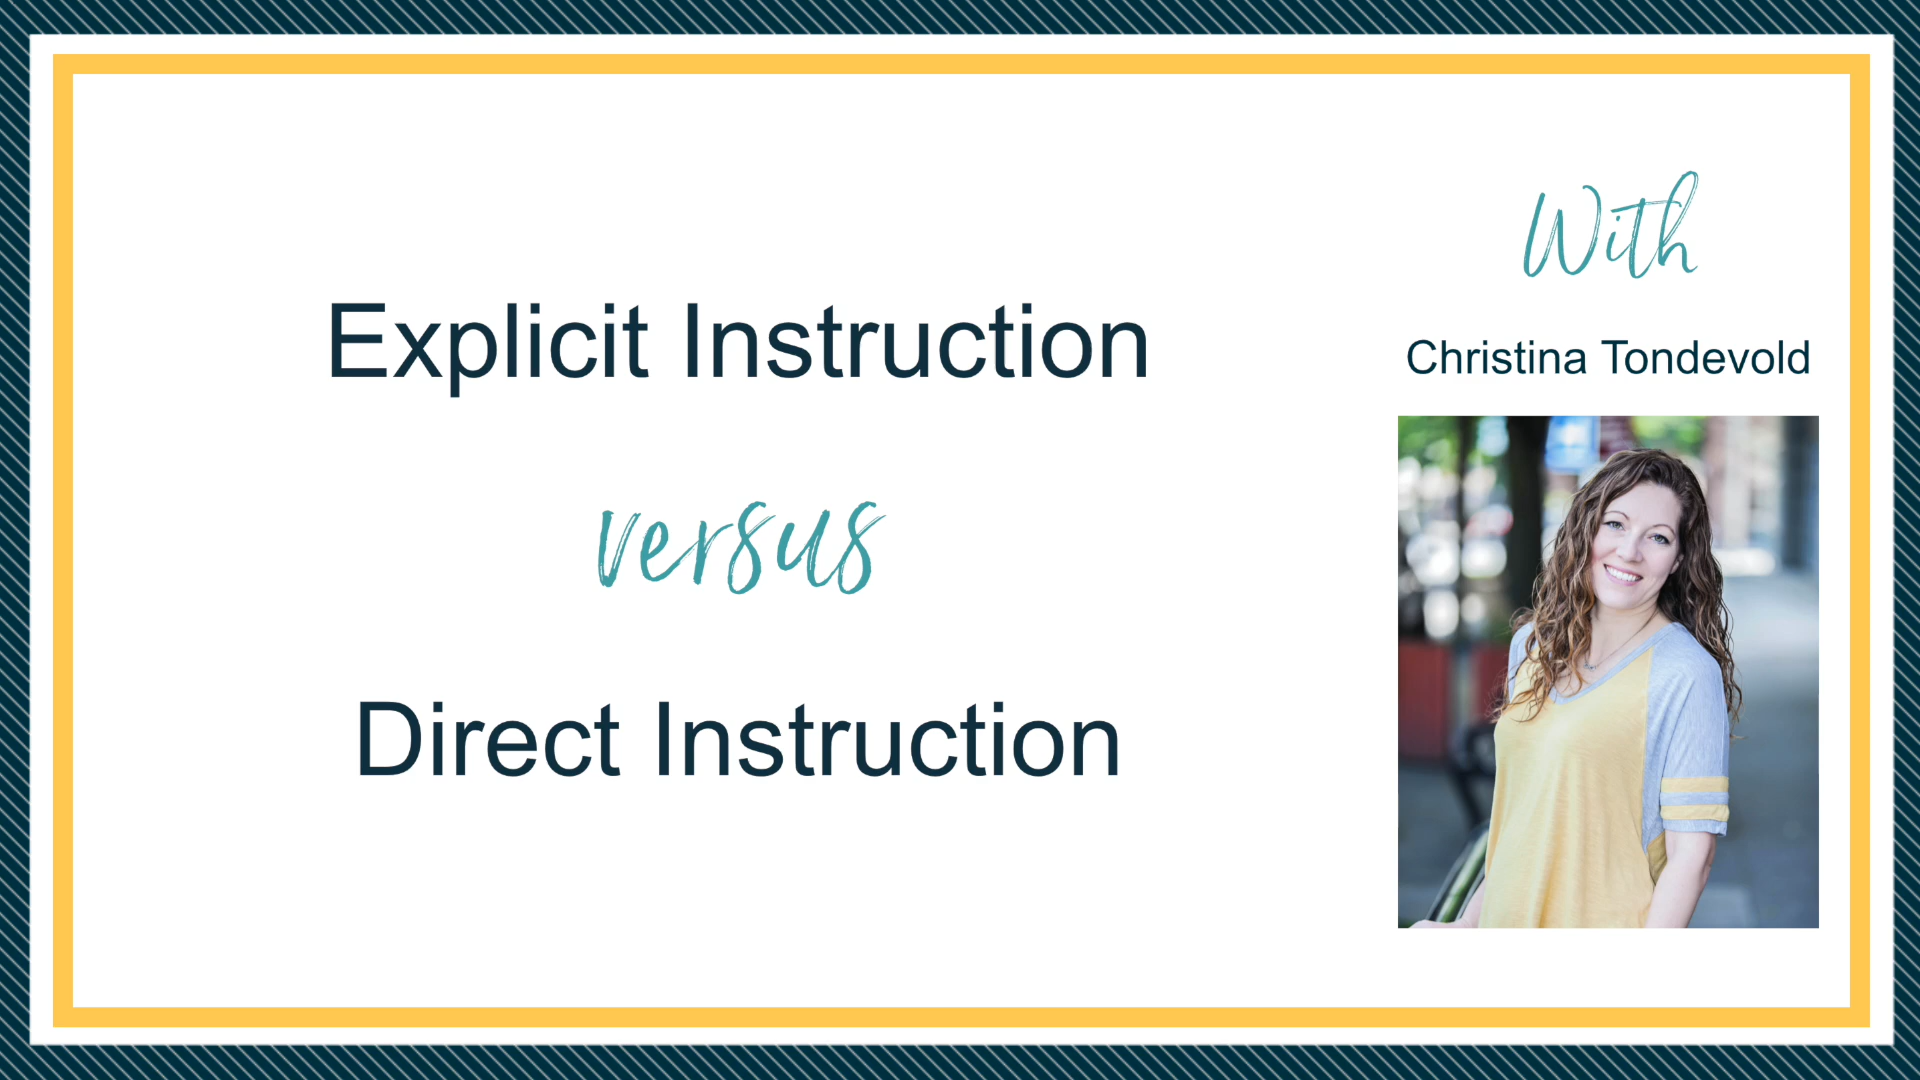 Explicit Instruction
versus
Direct Instruction
With
Christina Tondevold